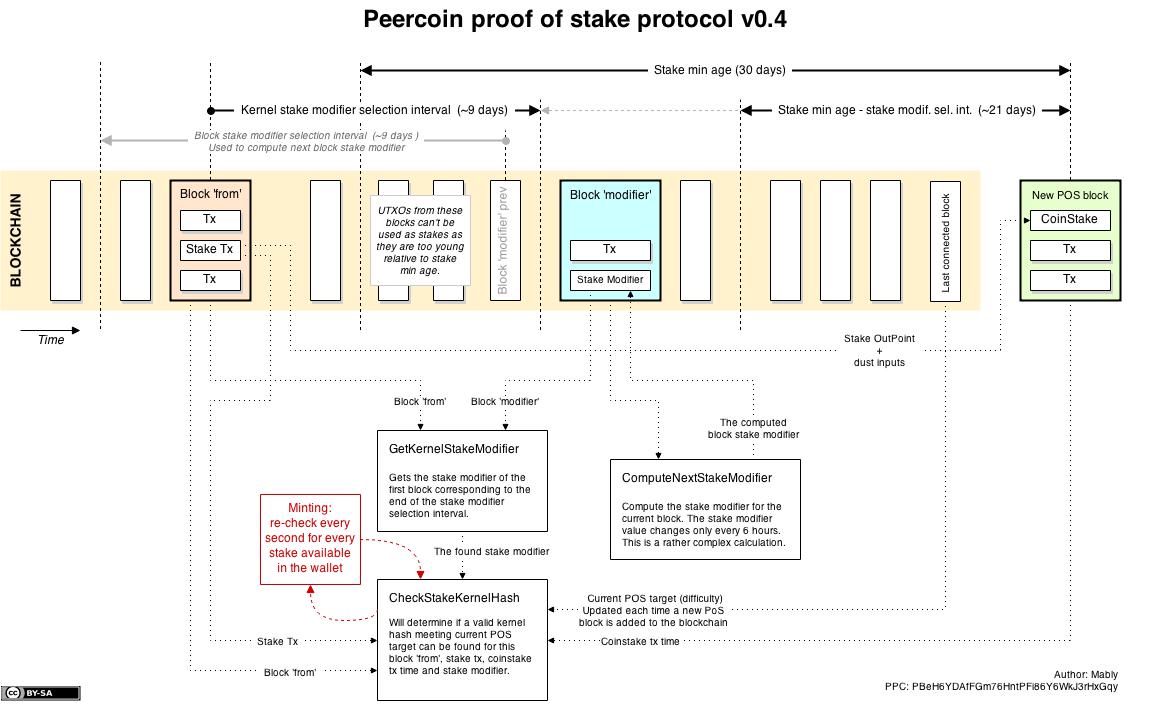 Peercoin proof of stake protocol v0.4
Stake min age (30 days)
Kernel stake modifier selection interval (~9 days)
Stake min age - stake modif. sel. int. (~21 days)
Block stake modifier selection interval (~9 days )
Used to compute next block stake modifier
BLOCKCHAIN
Block 'from'
Tx
Stake Tx
Tx
UTXOs from these
blocks can't be
used as stakes as
they are too young
relative to stake
min age.
Block 'modifier' prev
Block 'modifier'
Tx
Stake Modifier
Last connected block
New POS block
CoinStake
Tx
Tx
Time
Stake OutPoint
+
dust inputs
Block 'from'
Block 'modifier'
The computed
block stake modifier
GetKernelStakeModifier
Gets the stake modifier of the
first block corresponding to the
end of the stake modifier
selection interval.
ComputeNextStakeModifier
Compute the stake modifier for the
current block. The stake modifier
value changes only every 6 hours.
This is a rather complex calculation.
Minting:
re-check every
second for every
stake available
in the wallet
The found stake modifier
CheckStakeKernelHash
Will determine if a valid kernel
hash meeting current POS
target can be found for this
block 'from', stake tx, coinstake
tx time and stake modifier.
Current POS target (difficulty)
Updated each time a new PoS
block is added to the blockchain
Stake Tx
Coinstake tx time
Block 'from'
Author: Mably
PPC: PBeH6YDAfFGm76HntPFi86Y6WkJ3rHxGqy
cc BY-SA